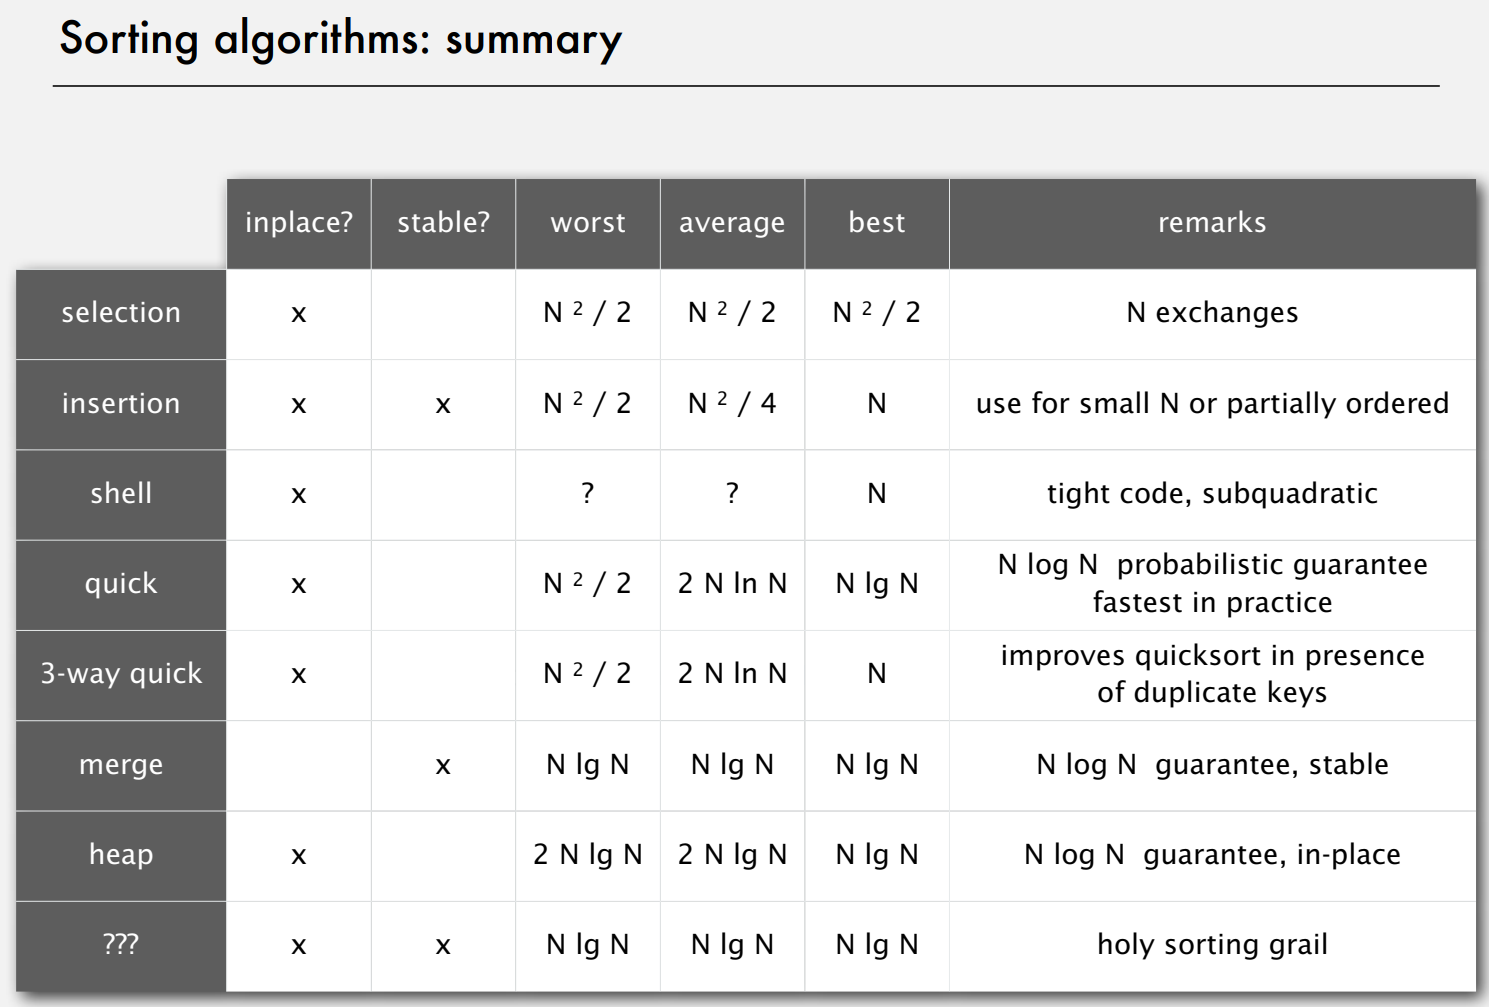 Sorting algorithms: summary
inplace? stable? worst average best remarks
selection x N ² / 2 N ² / 2 N ² / 2 N exchanges
insertion x x N ² / 2 N ² / 4 N use for small N or partially ordered
shell x ? ? N tight code, subquadratic
quick x N ² / 2 2 N ln N N lg N N log N probabilistic guarantee
fastest in practice
3-way quick x N ² / 2 2 N ln N N improves quicksort in presence
of duplicate keys
merge x N lg N N lg N N lg N N log N guarantee, stable
heap x 2 N lg N 2 N lg N N lg N N log N guarantee, in-place
??? x x N lg N N lg N N lg N holy sorting grail